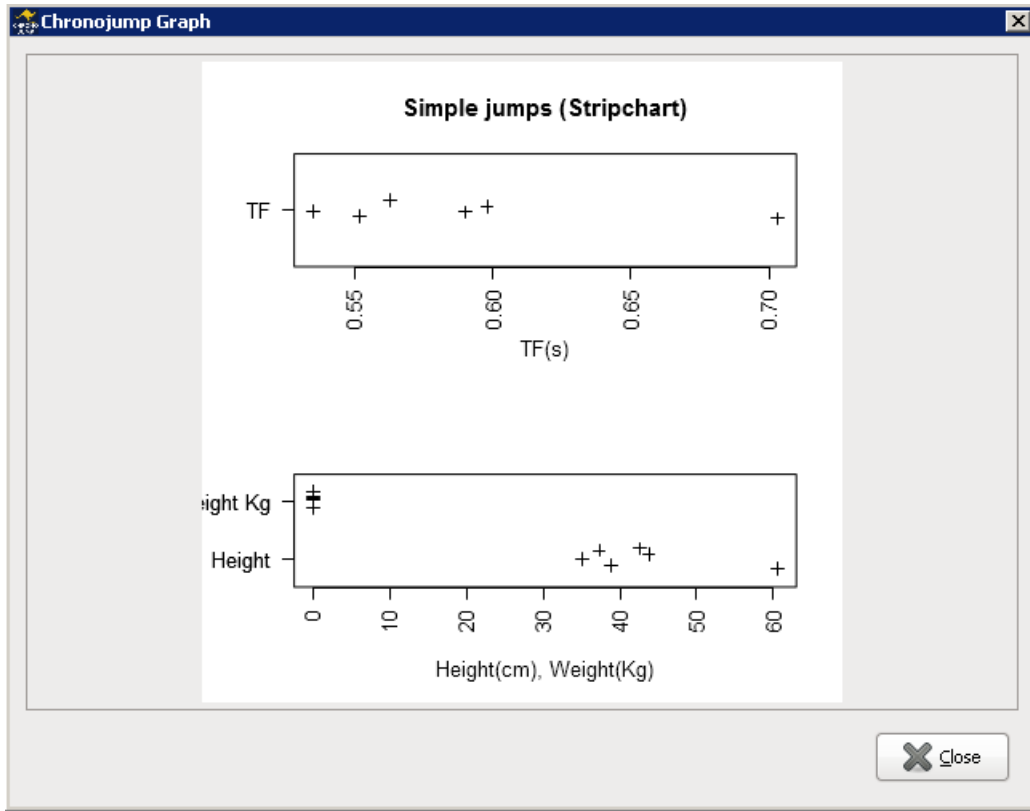 Chronojump Graph
Simple jumps (Stripchart)
TF
0.55 0.60 0.65 0.70
TF(s)
eight Kg
Height
0 10 20 30 40 50 60
Height(cm), Weight(Kg)
Close